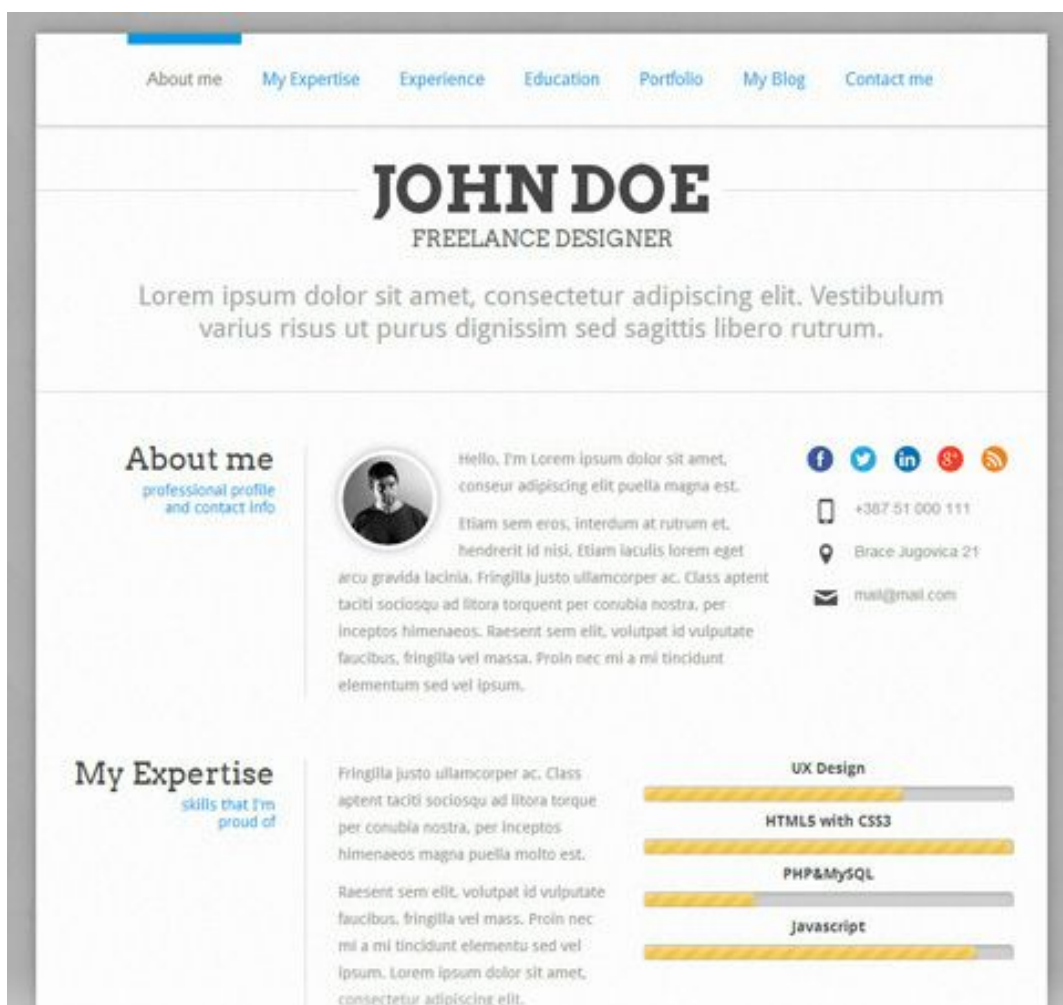 About me My Expertise Experience Education Portfolio My Blog Contact me
JOHN DOE
FREELANCE DESIGNER
Lorem ipsum dolor sit amet, consectetur adipiscing elit. Vestibulum
varius risus ut purus dignissim sed sagittis libero rutrum.
About me
professional profile
and contact info
Hello, I'm Lorem ipsum dolor sit amet,
conseur adipiscing elit puella magna est.
Etiam sem eros, interdum at rutrum et,
hendrerit id nisi. Etiam iaculis lorem eget
arcu gravida lacinia. Fringilla justo ullamcorper ac. Class aptent
taciti sociosqu ad litora torquent per conubia nostra, per
inceptos himenaeos. Raesent sem elit, volutpat id vulputate
faucibus, fringilla vel massa. Proin nec mi a mi tincidunt
elementum sed vel ipsum.
f
in
g+
+387 51 000 111
Brace Jugovica 21
mail@mail.com
My Expertise
skills that I'm
proud of
Fringilla justo ullamcorper ac. Class
aptent taciti sociosqu ad litora torque
per conubia nostra, per inceptos
himenaeos magna puella molto est.
Raesent sem elit, volutpat id vulputate
faucibus, fringilla vel mass. Proin nec
mi a mi tincidunt elementu sed vel
ipsum. Lorem ipsum dolor sit amet,
consectetur adipiscing elit.
UX Design
HTML5 with CSS3
PHP&MySQL
Javascript